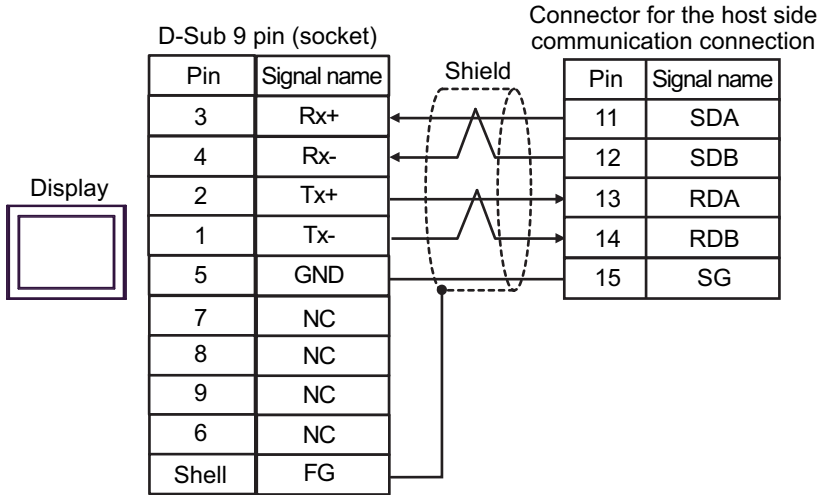 Connector for the host side
communication connection
D-Sub 9 pin (socket)
Pin Signal name Shield Pin Signal name
3 Rx+ 11 SDA
4 Rx- 12 SDB
Display
2 Tx+ 13 RDA
1 Tx- 14 RDB
5 GND 15 SG
7 NC
8 NC
9 NC
6 NC
Shell FG